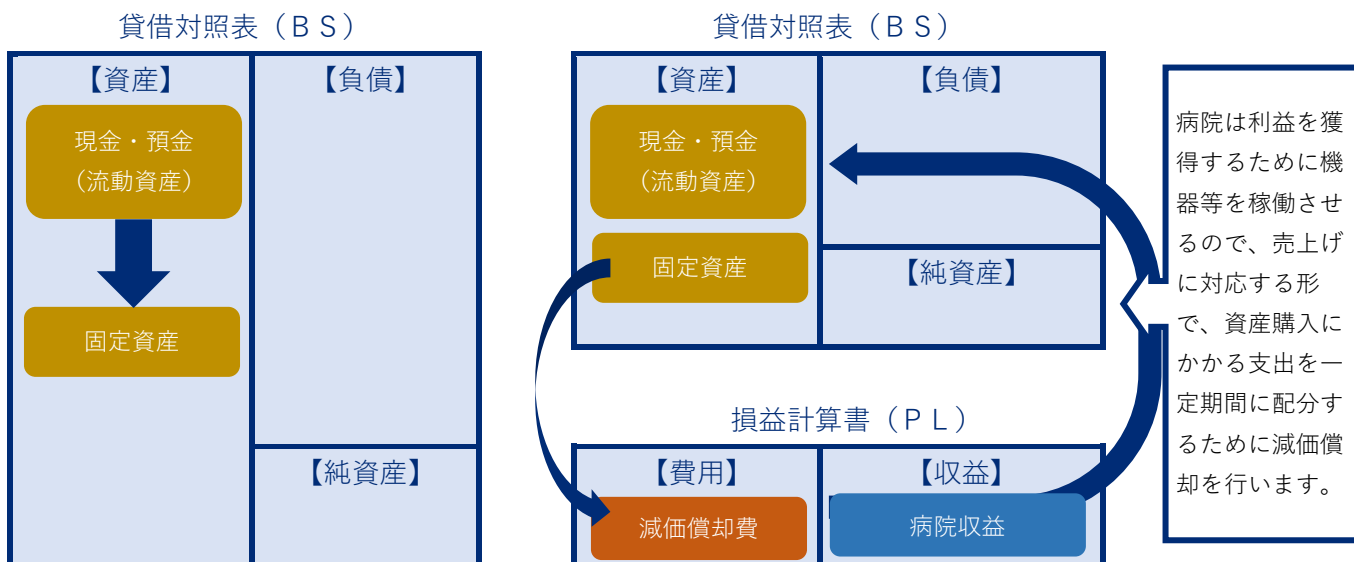 貸借対照表（ＢＳ）
【資産】
【負債】
現金・預金
（流動資産）
固定資産
【純資産】
貸借対照表（ＢＳ）
【資産】
【負債】
現金・預金
（流動資産）
固定資産
【純資産】
損益計算書（ＰＬ）
【費用】
【収益】
減価償却費
病院収益
病院は利益を獲
得するために機
器等を稼働させ
るので、売上げ
に対応する形
で、資産購入に
かかる支出を一
定期間に配分す
るために減価償
却を行います。